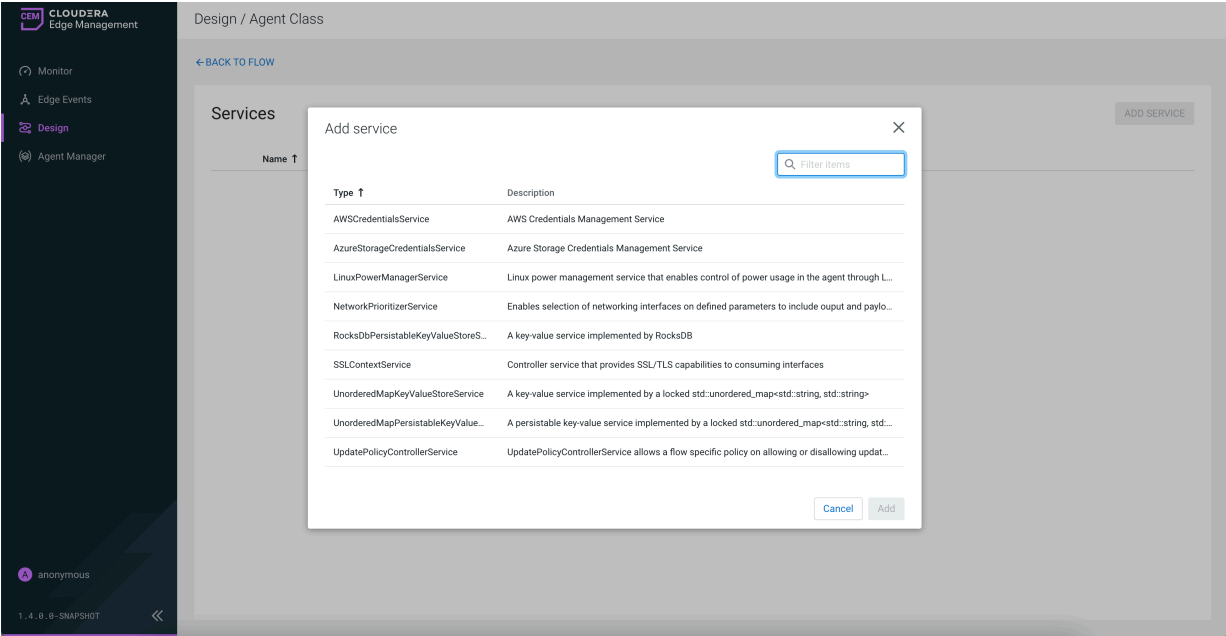 CEM CLOUDERA
Edge Management
Design / Agent Class
Monitor
Edge Events
Design
Agent Manager
←BACK TO FLOW
Services
ADD SERVICE
Name ↑
Add service
Filter items
Type ↑ Description
AWSCredentialsService AWS Credentials Management Service
AzureStorageCredentialsService Azure Storage Credentials Management Service
LinuxPowerManagerService Linux power management service that enables control of power usage in the agent through L...
NetworkPrioritizerService Enables selection of networking interfaces on defined parameters to include ouput and paylo...
RocksDbPersistableKeyValueStoreS... A key-value service implemented by RocksDB
SSLContextService Controller service that provides SSL/TLS capabilities to consuming interfaces
UnorderedMapKeyValueStoreService A key-value service implemented by a locked std::unordered_map<std::string, std::string>
UnorderedMapPersistableKeyValue... A persistable key-value service implemented by a locked std::unordered_map<std::string, std:...
UpdatePolicyControllerService UpdatePolicyControllerService allows a flow specific policy on allowing or disallowing updat...
Cancel Add
A anonymous
1.4.0.0-SNAPSHOT